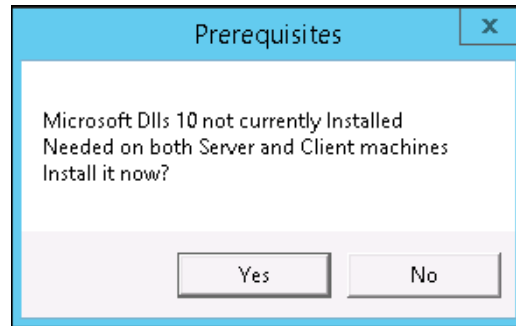 Prerequisites
x
Microsoft Dlls 10 not currently Installed
Needed on both Server and Client machines
Install it now?
Yes
No